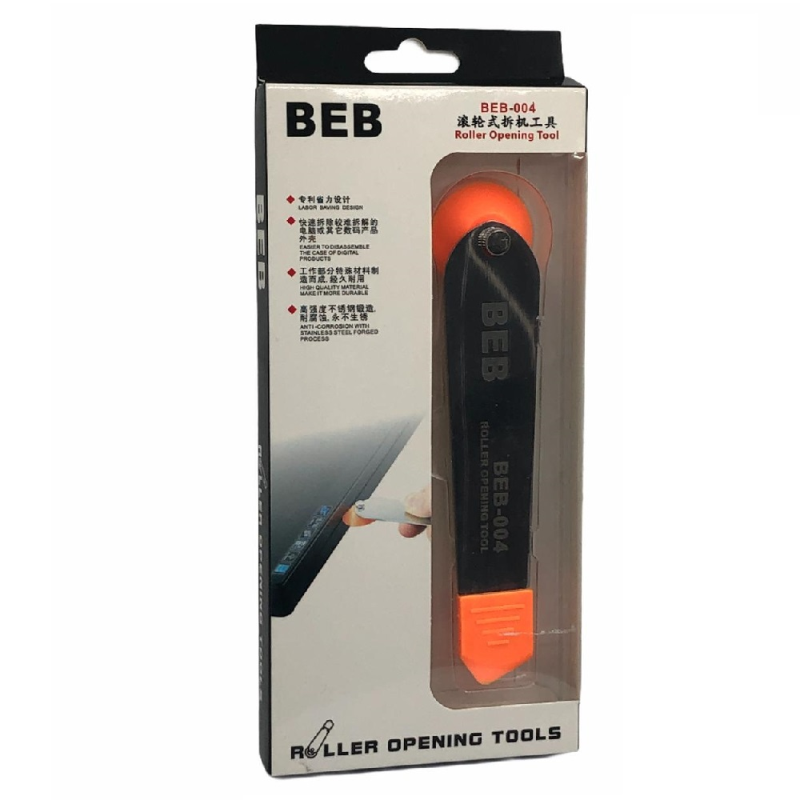 BEB
BEB-004
滚轮式拆机工具
Roller Opening Tool
专利省力设计
LABOR SAVING DESIGN
快速拆除较难拆解的
电脑或其它数码产品
外壳
EASIER TO DISASSEMBLE
THE CASE OF DIGITAL
PRODUCTS
工作部分特殊材料制
造而成,经久耐用
HIGH QUALITY MATERIAL
MAKE IT MORE DURABLE
高强度不锈钢锻造,
耐腐蚀,永不生锈
ANTI-CORROSION WITH
STAINLESS STEEL FORGED
PROCESS
BEB
BEB-004
ROLLER OPENING TOOL
ROLLER OPENING TOOLS
BEB
ROLLER OPENING TOOLS